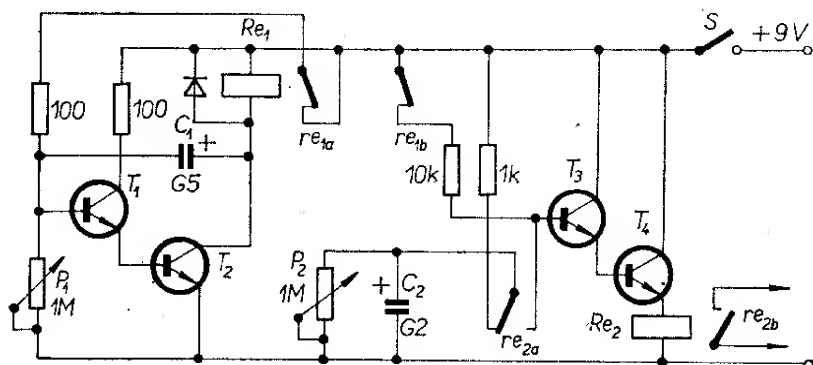 Re₁
S
+9V
100
100
C₁
+
G5
re₁ₐ
re₁b
10k
1k
T₁
T₂
T₃
T₄
P₁
1M
P₂
1M
+
C₂
G2
re₂ₐ
Re₂
re₂b